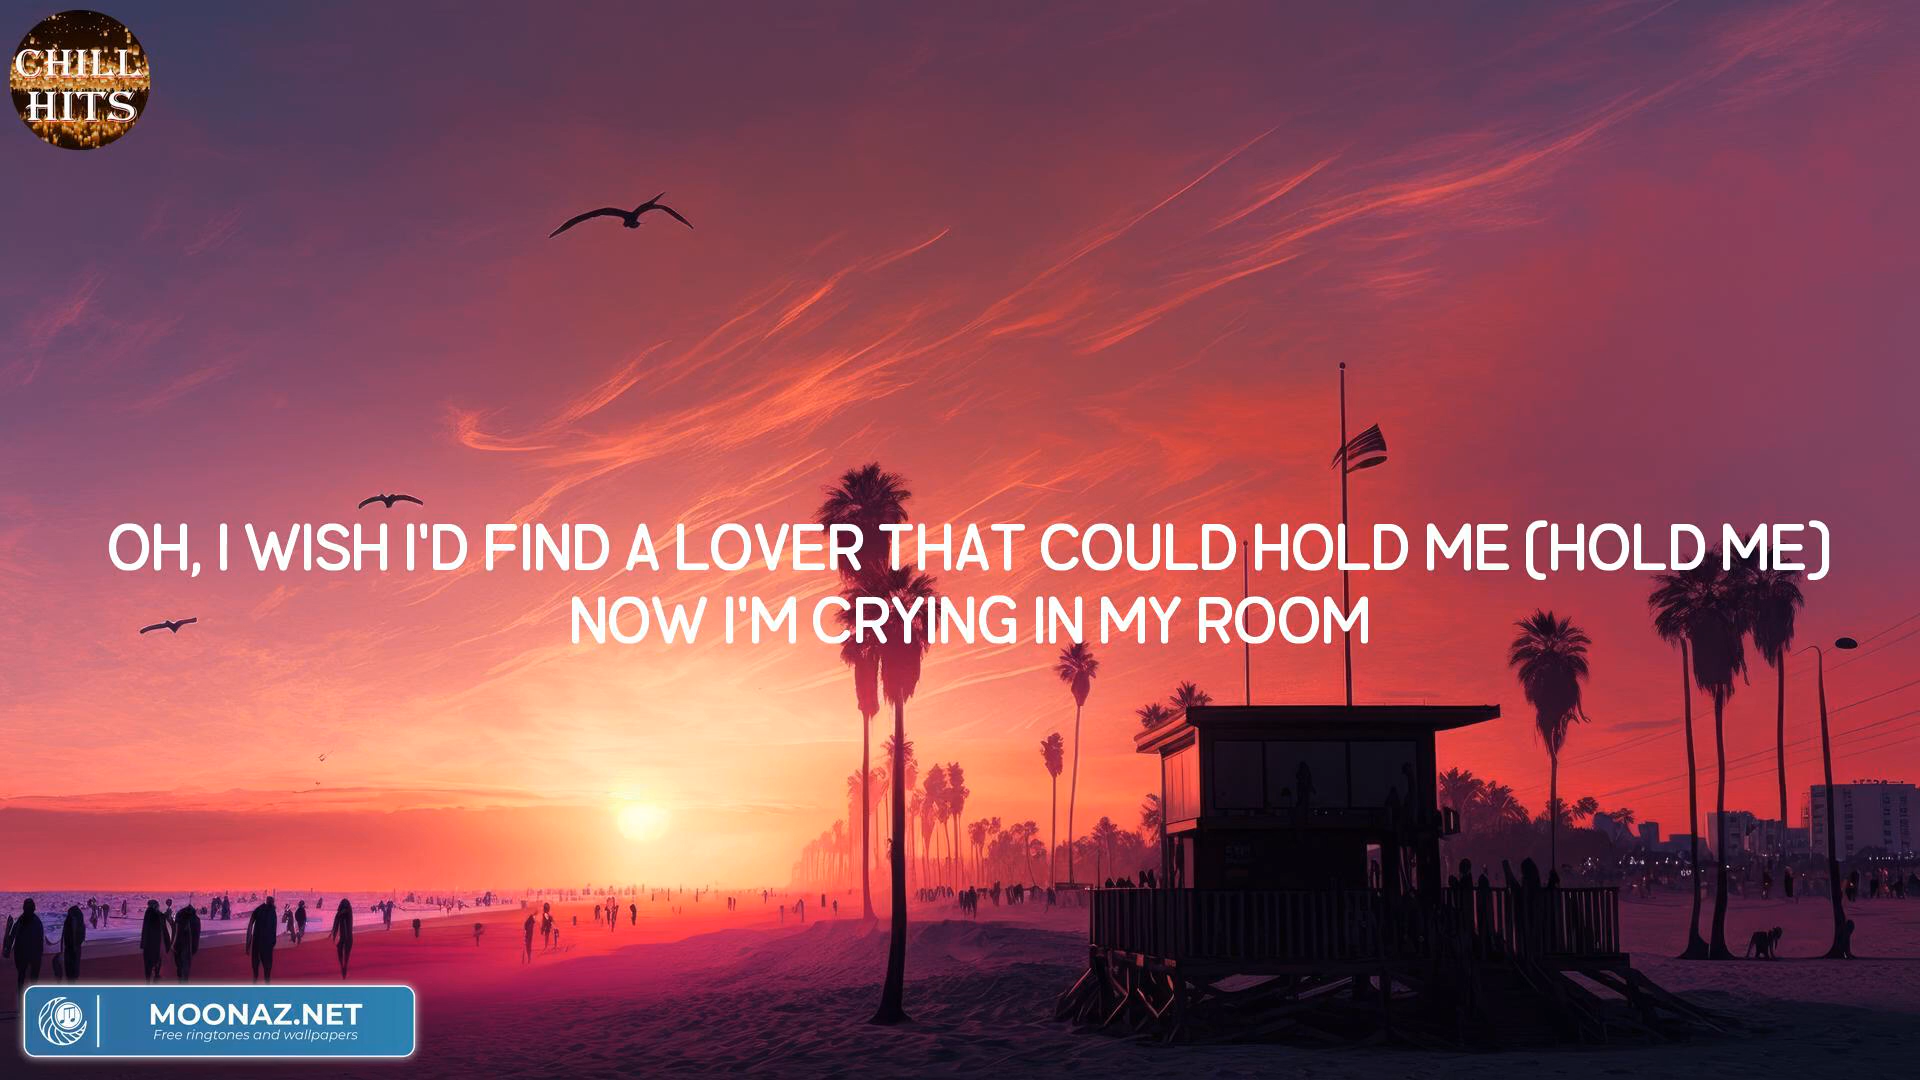 CHILL
HITS
OH, I WISH I'D FIND A LOVER THAT COULD HOLD ME (HOLD ME)
NOW I'M CRYING IN MY ROOM
MOONAZ.NET
Free ringtones and wallpapers